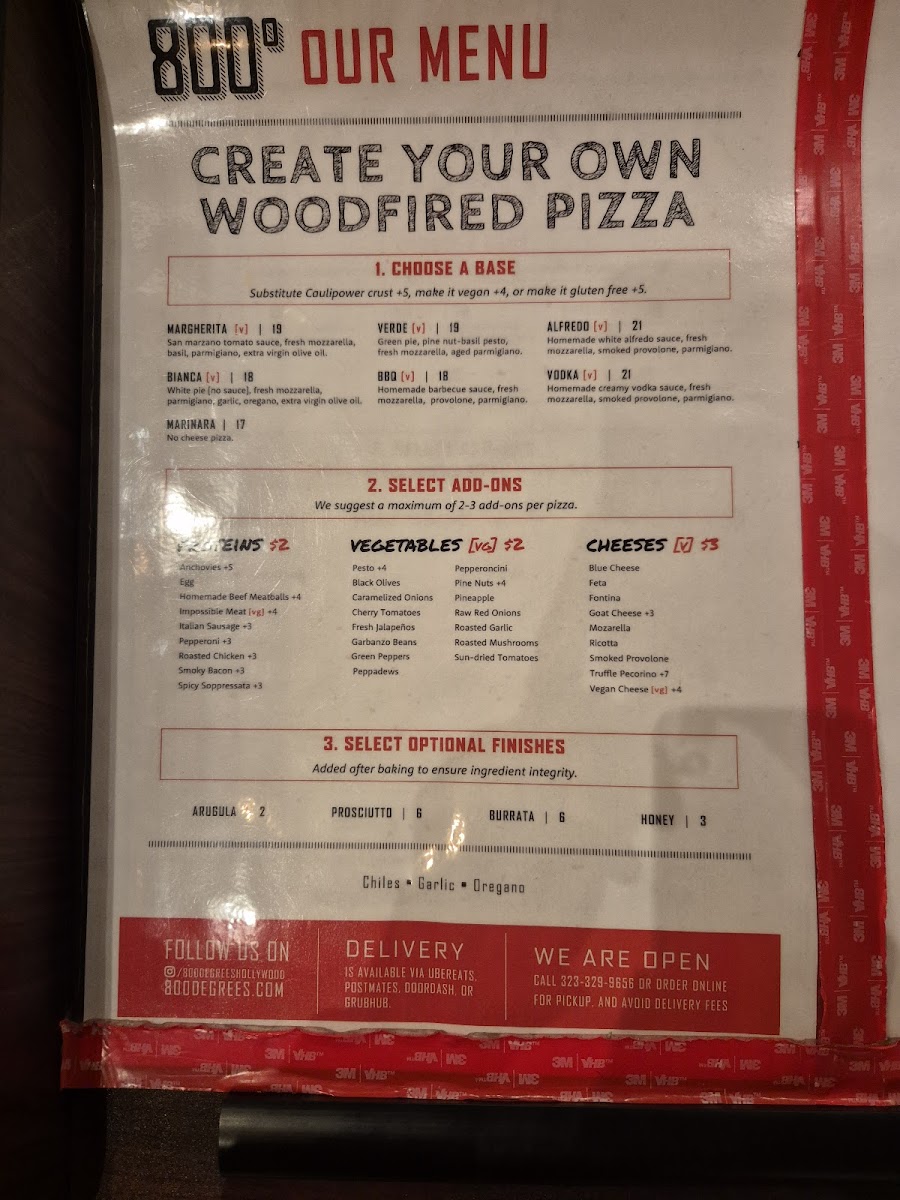 800° OUR MENU
CREATE YOUR OWN
WOODFIRED PIZZA
1. CHOOSE A BASE
Substitute Caulipower crust +5, make it vegan +4, or make it gluten free +5.
MARGHERITA [v] | 19
San marzano tomato sauce, fresh mozzarella,
basil, parmigiano, extra virgin olive oil.
VERDE [v] | 19
Green pie, pine nut-basil pesto,
fresh mozzarella, aged parmigiano.
ALFREDO [v] | 21
Homemade white alfredo sauce, fresh
mozzarella, smoked provolone, parmigiano.
BIANCA [v] | 18
White pie [no sauce], fresh mozzarella,
parmigiano, garlic, oregano, extra virgin olive oil.
BBQ [v] | 18
Homemade barbecue sauce, fresh
mozzarella, provolone, parmigiano.
VODKA [v] | 21
Homemade creamy vodka sauce, fresh
mozzarella, smoked provolone, parmigiano.
MARINARA | 17
No cheese pizza.
2. SELECT ADD-ONS
We suggest a maximum of 2-3 add-ons per pizza.
PROTEINS $2
Anchovies +5
Egg
Homemade Beef Meatballs +4
Impossible Meat [vg] +4
Italian Sausage +3
Pepperoni +3
Roasted Chicken +3
Smoky Bacon +3
Spicy Soppressata +3
VEGETABLES [vg] $2
Pesto +4
Black Olives
Caramelized Onions
Cherry Tomatoes
Fresh Jalapeños
Garbanzo Beans
Green Peppers
Peppadews
Pepperoncini
Pine Nuts +4
Pineapple
Raw Red Onions
Roasted Garlic
Roasted Mushrooms
Sun-dried Tomatoes
CHEESES [v] $3
Blue Cheese
Feta
Fontina
Goat Cheese +3
Mozarella
Ricotta
Smoked Provolone
Truffle Pecorino +7
Vegan Cheese [vg] +4
3. SELECT OPTIONAL FINISHES
Added after baking to ensure ingredient integrity.
ARUGULA | 2
PROSCIUTTO | 6
BURRATA | 6
HONEY | 3
Chiles ▪ Garlic ▪ Oregano
FOLLOW US ON
/800DEGREESHOLLYWOOD
800DEGREES.COM
DELIVERY
IS AVAILABLE VIA UBEREATS,
POSTMATES, DOORDASH, OR
GRUBHUB.
WE ARE OPEN
CALL 323-329-9656 OR ORDER ONLINE
FOR PICKUP, AND AVOID DELIVERY FEES
3M | VHB™